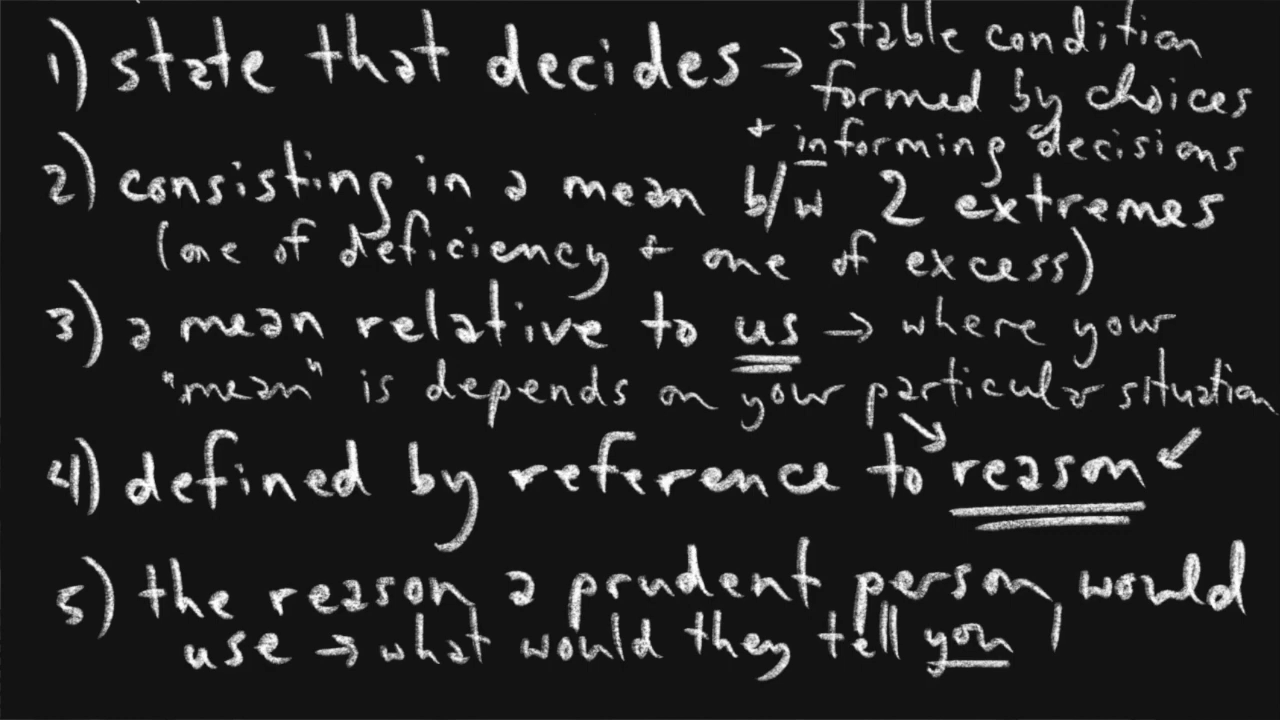 1) state that decides → stable condition
formed by choices
+ informing decisions
2) consisting in a mean b/w 2 extremes
(one of deficiency + one of excess)
3) a mean relative to us → where your
"mean" is depends on your particular situation
4) defined by reference to reason
5) the reason a prudent person would
use → what would they tell you